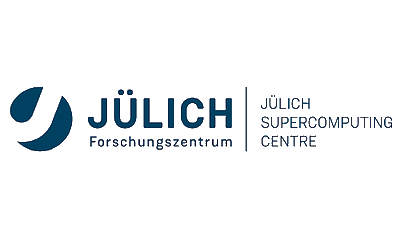 JÜLICH
Forschungszentrum
JÜLICH
SUPERCOMPUTING
CENTRE